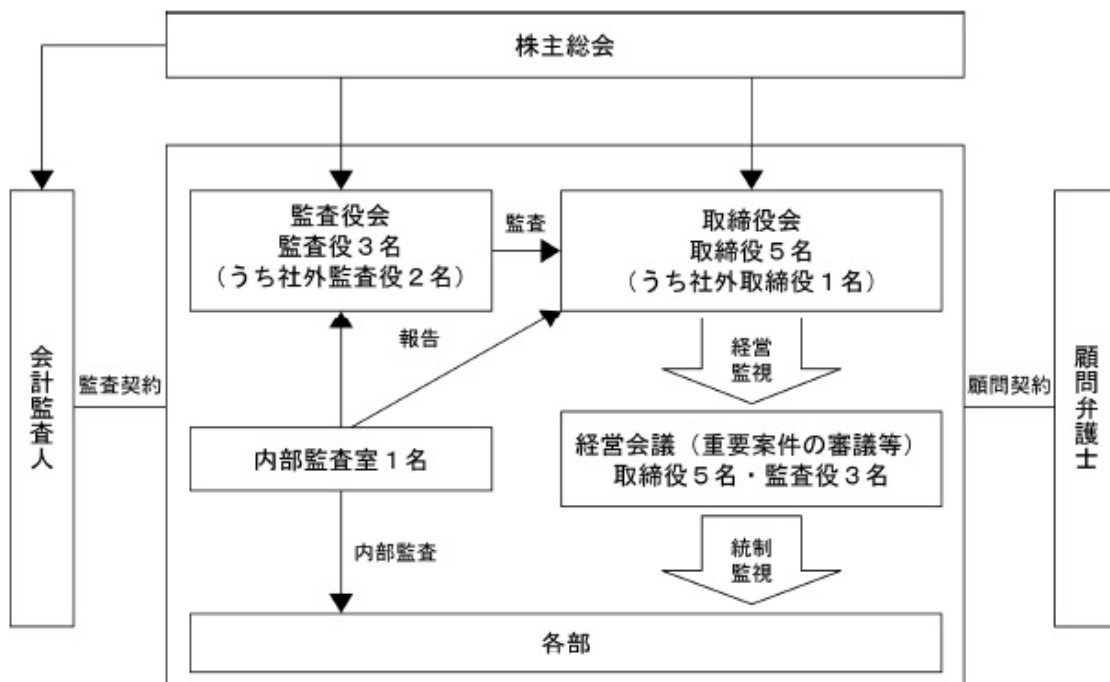 株主総会
監査役会
監査役３名
（うち社外監査役２名）
監査
取締役会
取締役５名
（うち社外取締役１名）
報告
経営
監視
会計監査人
監査契約
顧問契約
顧問弁護士
内部監査室１名
経営会議（重要案件の審議等）
取締役５名・監査役３名
内部監査
統制
監視
各部